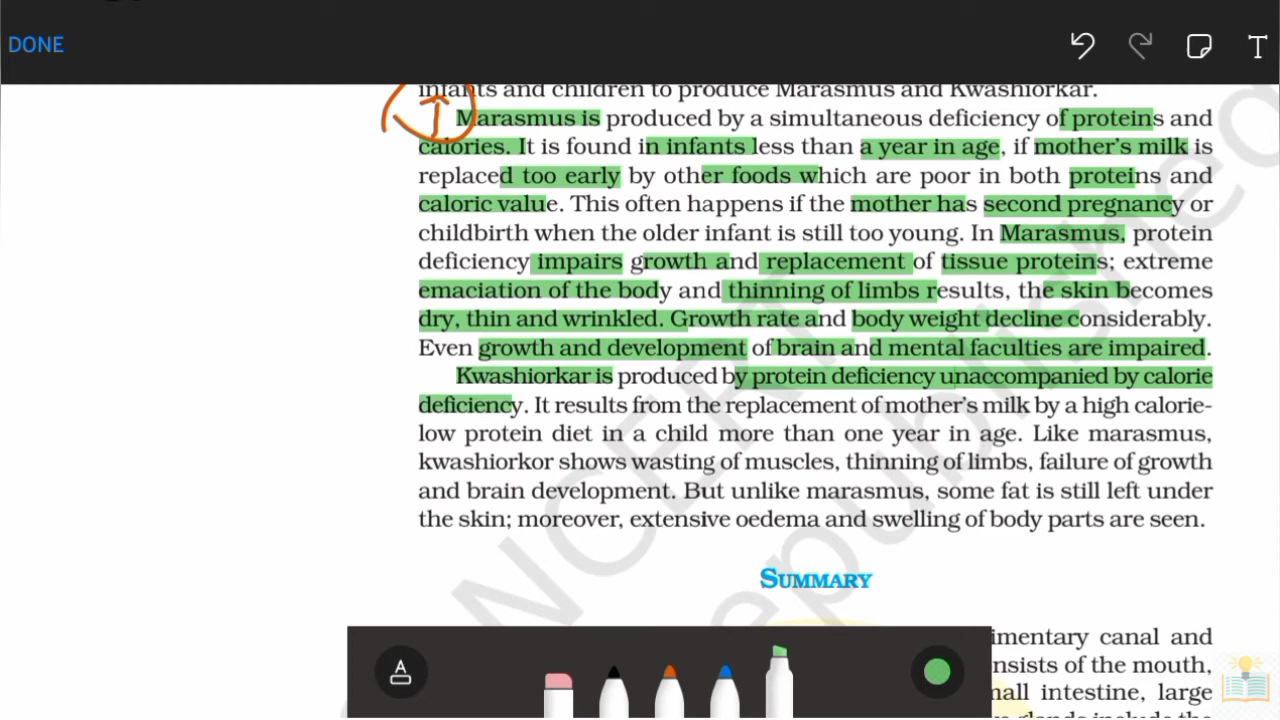 DONE
T
infants and children to produce Marasmus and Kwashiorkar.
Marasmus is produced by a simultaneous deficiency of proteins and
calories. It is found in infants less than a year in age, if mother's milk is
replaced too early by other foods which are poor in both proteins and
caloric value. This often happens if the mother has second pregnancy or
childbirth when the older infant is still too young. In Marasmus, protein
deficiency impairs growth and replacement of tissue proteins; extreme
emaciation of the body and thinning of limbs results, the skin becomes
dry, thin and wrinkled. Growth rate and body weight decline considerably.
Even growth and development of brain and mental faculties are impaired.
Kwashiorkar is produced by protein deficiency unaccompanied by calorie
deficiency. It results from the replacement of mother's milk by a high calorie-
low protein diet in a child more than one year in age. Like marasmus,
kwashiorkor shows wasting of muscles, thinning of limbs, failure of growth
and brain development. But unlike marasmus, some fat is still left under
the skin; moreover, extensive oedema and swelling of body parts are seen.
SUMMARY
imentary canal and
nsists of the mouth,
A
all intestine, large
glands include the
NCERT
republished